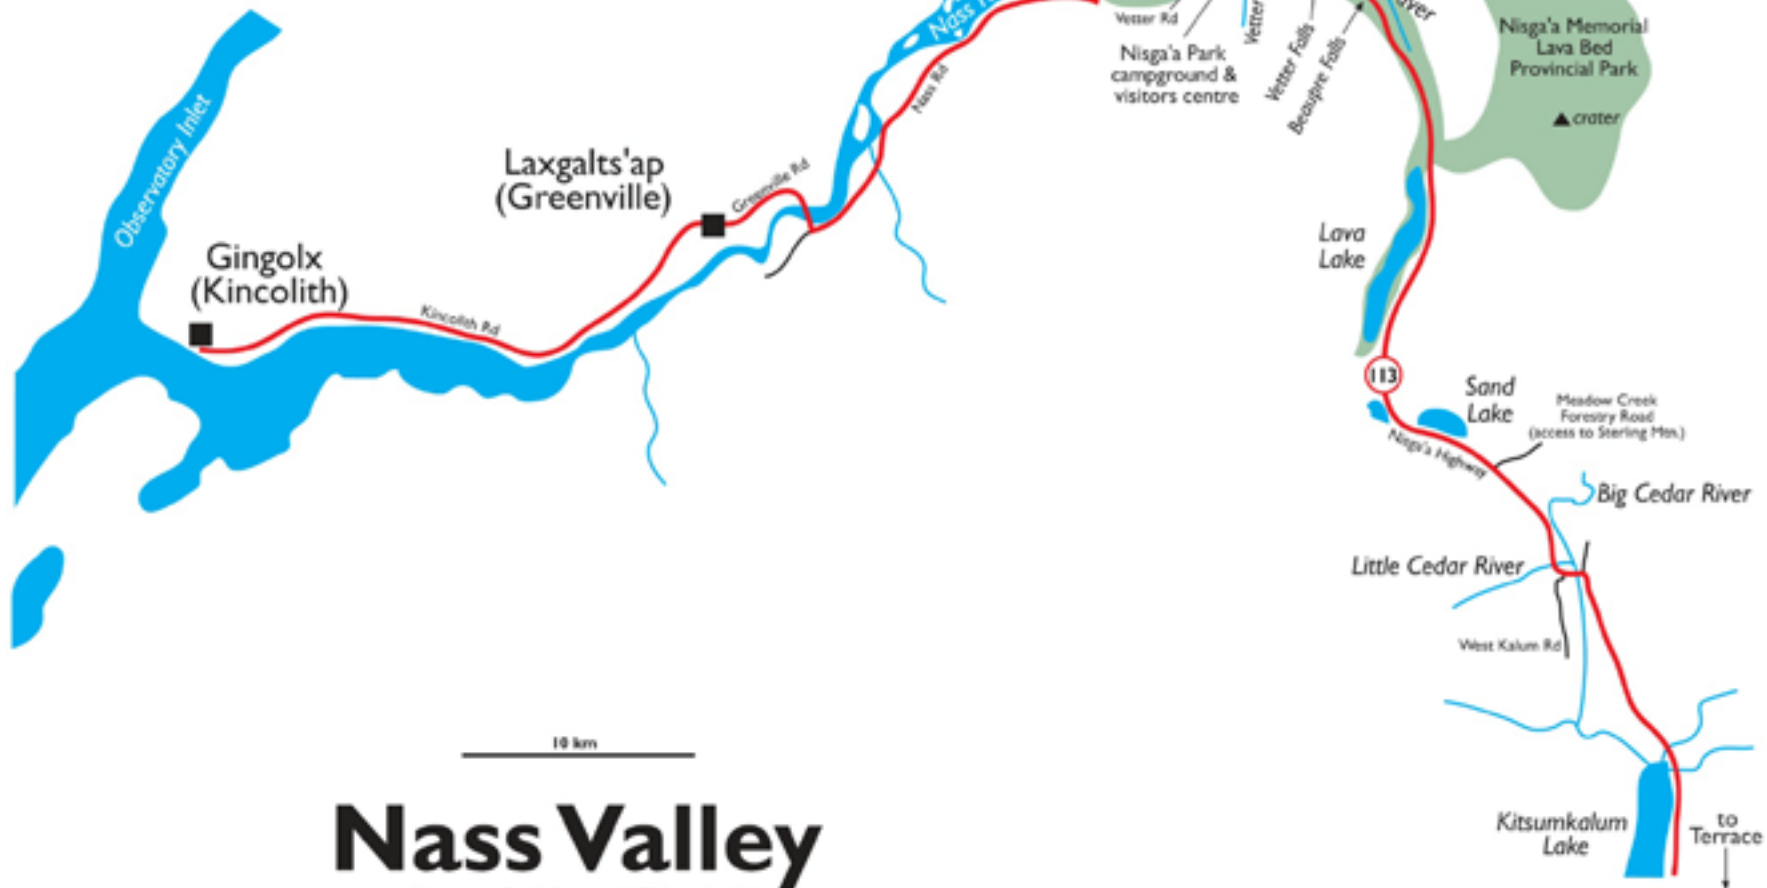 Nass
Vetter Rd
Nisga'a Park
campground &
visitors centre
Vetter
Vetter Falls
Beaupre Falls
Nisga'a Memorial
Lava Bed
Provincial Park
crater
Nass Rd
Observatory Inlet
Laxgalts'ap
(Greenville)
Greenville Rd
Gingolx
(Kincolith)
Kincolith Rd
Lava
Lake
113
Sand
Lake
Meadow Creek
Forestry Road
(access to Sterling Mtn.)
Nisga'a Highway
Big Cedar River
Little Cedar River
West Kalum Rd
10 km
Nass Valley
Kitsumkalum
Lake
to
Terrace